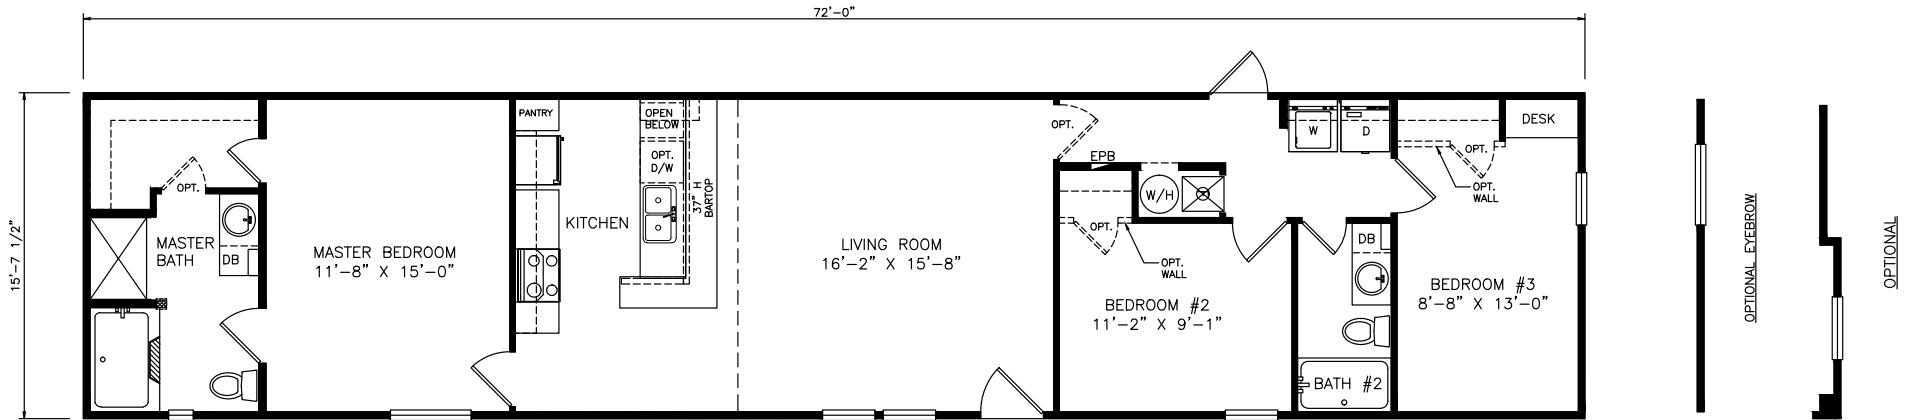 72'-0"
15'-7 1/2"
OPT.
MASTER
BATH
DB
MASTER BEDROOM
11'-8" X 15'-0"
PANTRY
KITCHEN
OPEN
BELOW
OPT.
D/W
37" H
BARTOP
LIVING ROOM
16'-2" X 15'-8"
OPT.
EPB
W/H
OPT.
OPT.
WALL
BEDROOM #2
11'-2" X 9'-1"
W
D
DB
BATH #2
OPT.
OPT.
WALL
DESK
BEDROOM #3
8'-8" X 13'-0"
OPTIONAL EYEBROW
OPTIONAL